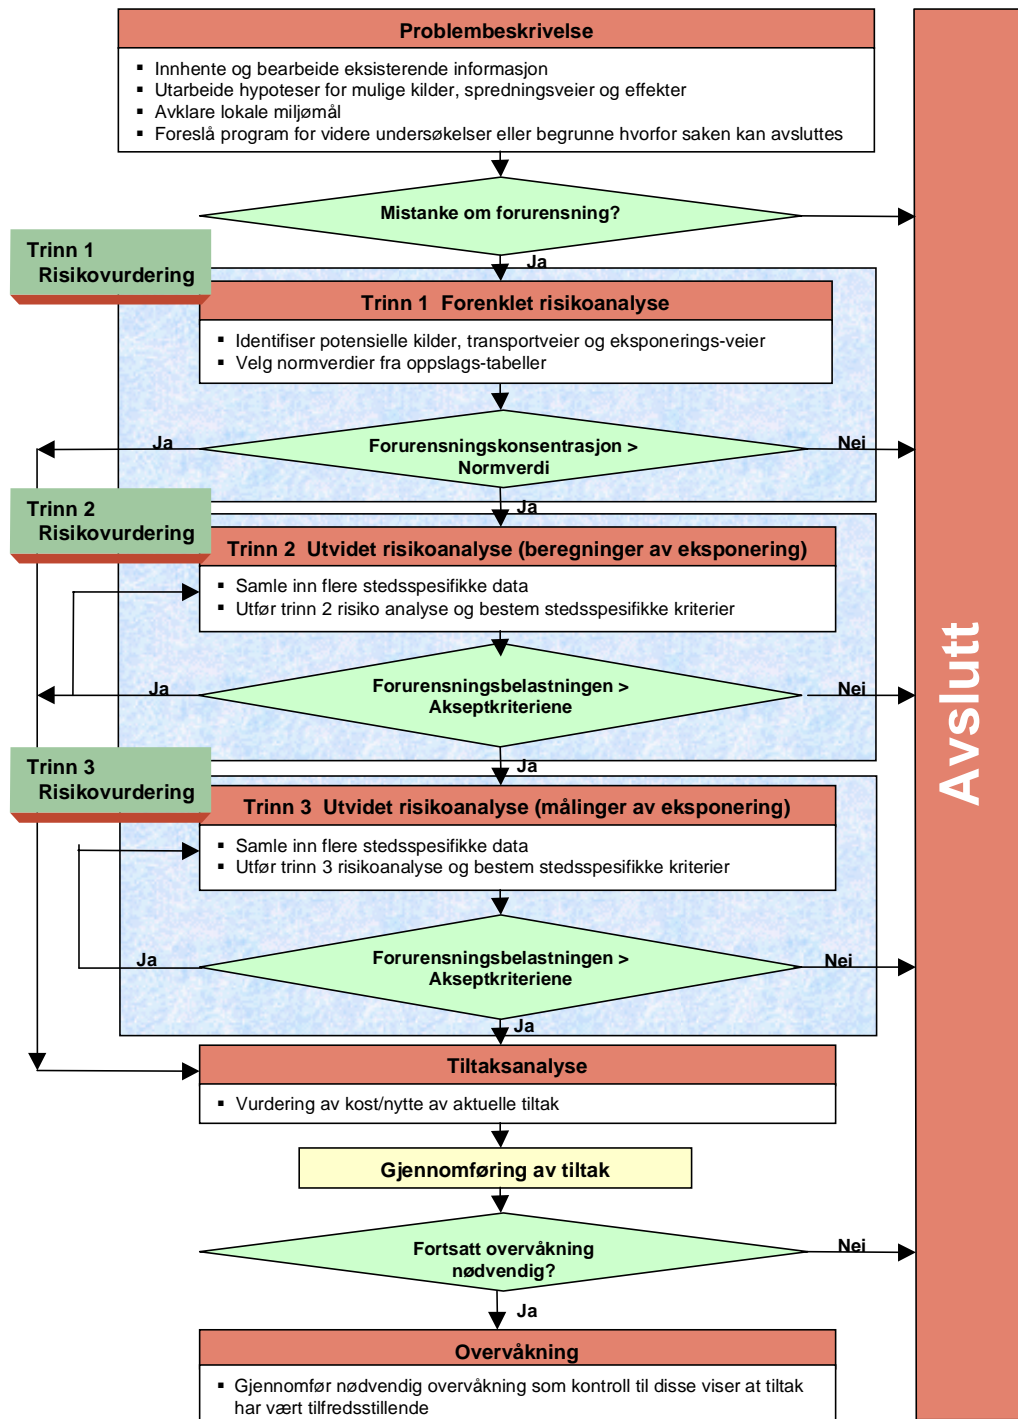 Problembeskrivelse
▪ Innhente og bearbeide eksisterende informasjon
▪ Utarbeide hypoteser for mulige kilder, spredningsveier og effekter
▪ Avklare lokale miljømål
▪ Foreslå program for videre undersøkelser eller begrunne hvorfor saken kan avsluttes
Mistanke om forurensning?
Ja
Trinn 1
Risikovurdering
Trinn 1 Forenklet risikoanalyse
▪ Identifiser potensielle kilder, transportveier og eksponerings-veier
▪ Velg normverdier fra oppslags-tabeller
Ja
Forurensningskonsentrasjon >
Normverdi
Nei
Ja
Trinn 2
Risikovurdering
Trinn 2 Utvidet risikoanalyse (beregninger av eksponering)
▪ Samle inn flere stedsspesifikke data
▪ Utfør trinn 2 risiko analyse og bestem stedsspesifikke kriterier
Ja
Forurensningsbelastningen >
Akseptkriteriene
Nei
Ja
Avslutt
Trinn 3
Risikovurdering
Trinn 3 Utvidet risikoanalyse (målinger av eksponering)
▪ Samle inn flere stedsspesifikke data
▪ Utfør trinn 3 risikoanalyse og bestem stedsspesifikke kriterier
Ja
Forurensningsbelastningen >
Akseptkriteriene
Nei
Ja
Tiltaksanalyse
▪ Vurdering av kost/nytte av aktuelle tiltak
Gjennomføring av tiltak
Fortsatt overvåkning
nødvendig?
Nei
Ja
Overvåkning
▪ Gjennomfør nødvendig overvåkning som kontroll til disse viser at tiltak
har vært tilfredsstillende